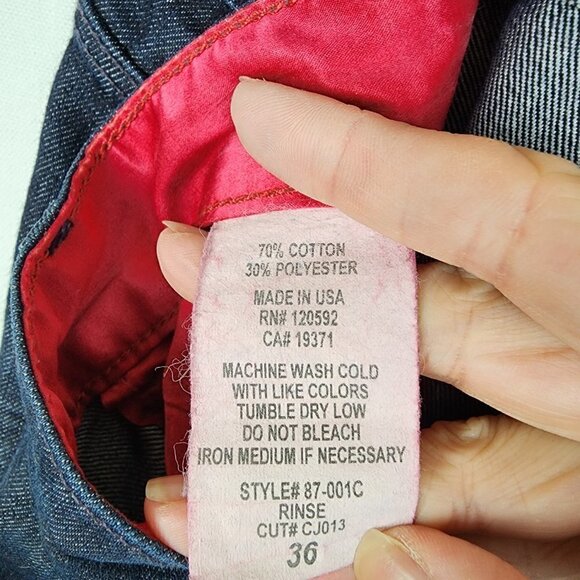 70% COTTON
30% POLYESTER
MADE IN USA
RN# 120592
CA# 19371
MACHINE WASH COLD
WITH LIKE COLORS
TUMBLE DRY LOW
DO NOT BLEACH
IRON MEDIUM IF NECESSARY
STYLE# 87-001C
RINSE
CUT# CJ013
36